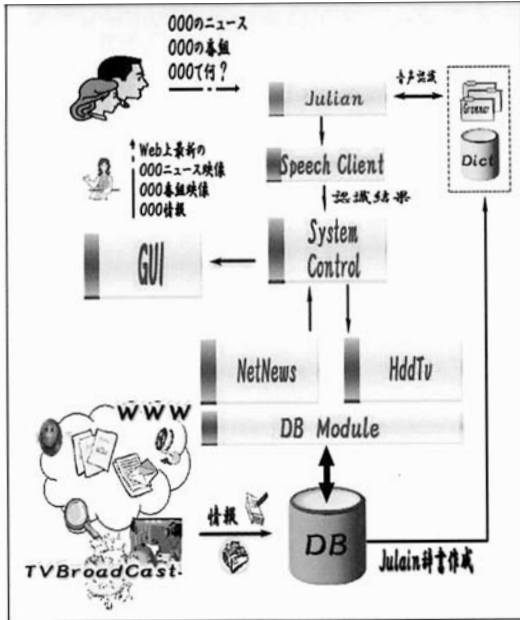 000のニュース
000の番組
000て何?
Julian
音声認識
Grammar
Dict
Speech Client
認識結果
Web上最新の
000ニュース映像
000番組映像
000情報
GUI
System
Control
NetNews
HddTv
DB Module
WWW
情報
DB
Julain辞書作成
TVBroadCast